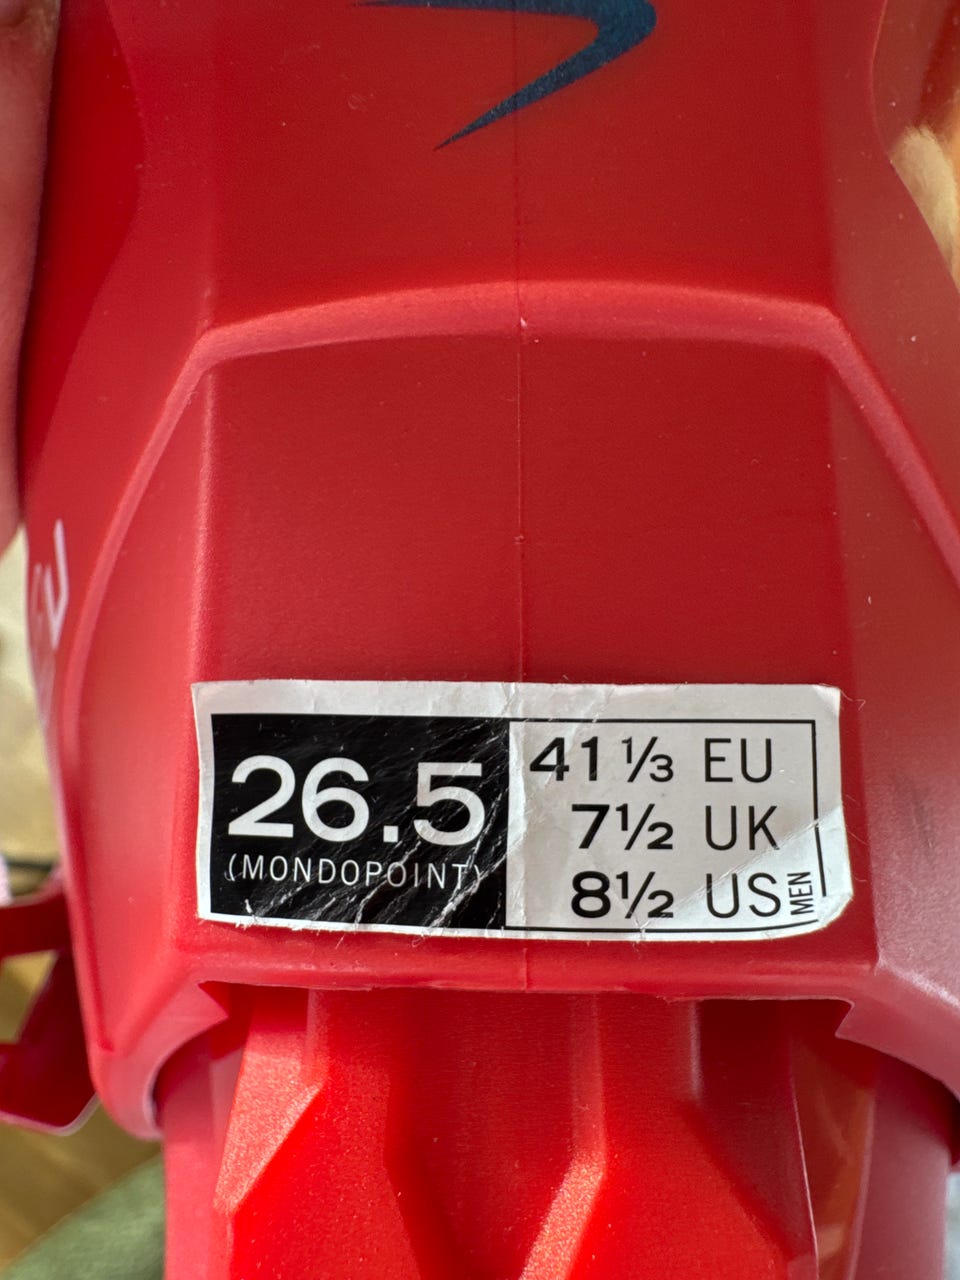 26.5
(MONDOPOINT)
41 ⅓ EU
7½ UK
8½ US MEN